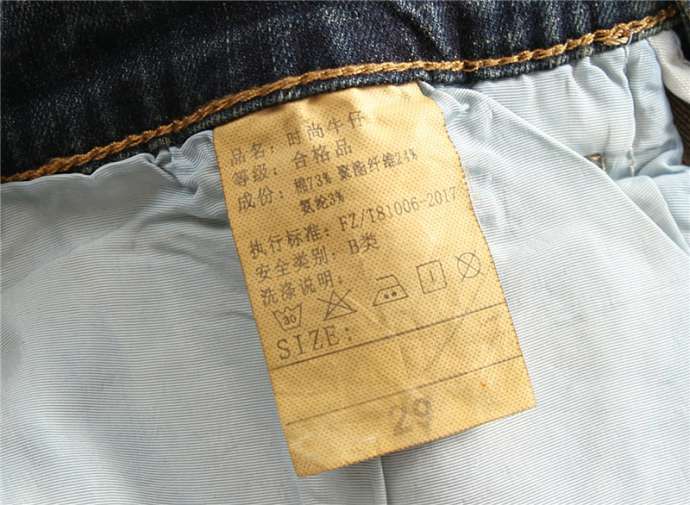 品名：时尚牛仔
等级：合格品
成份：棉73% 聚酯纤维24%
氨纶3%
执行标准：FZ/T81006-2017
安全类别：B类
洗涤说明：
30
SIZE:
29